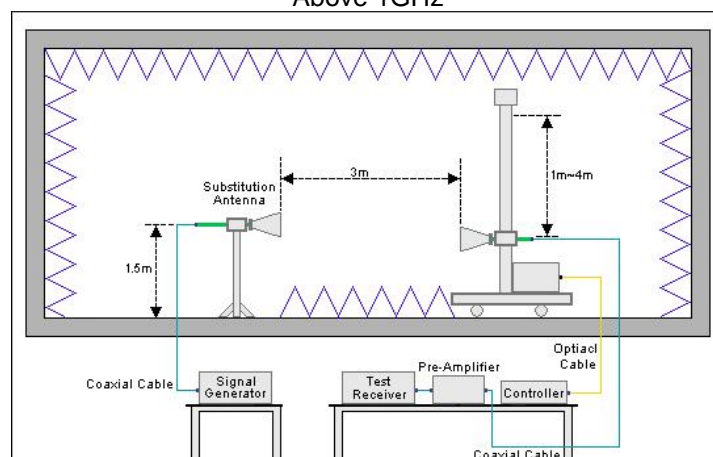 Above 1GHz
3m
1m~4m
Substitution
Antenna
1.5m
Optiacl
Cable
Pre-Amplifier
Coaxial Cable
Signal
Generator
Test
Receiver
Controller
Coaxial Cable